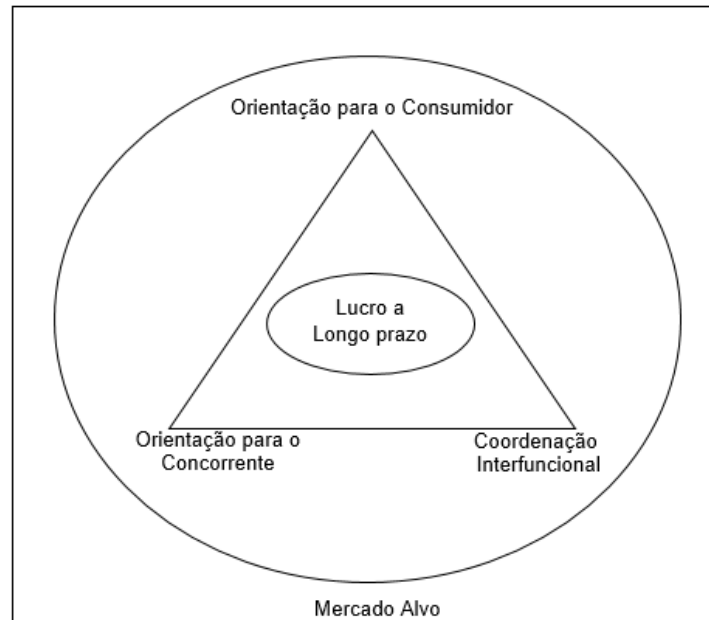 Orientação para o Consumidor
Lucro a
Longo prazo
Orientação para o
Concorrente
Coordenação
Interfuncional
Mercado Alvo